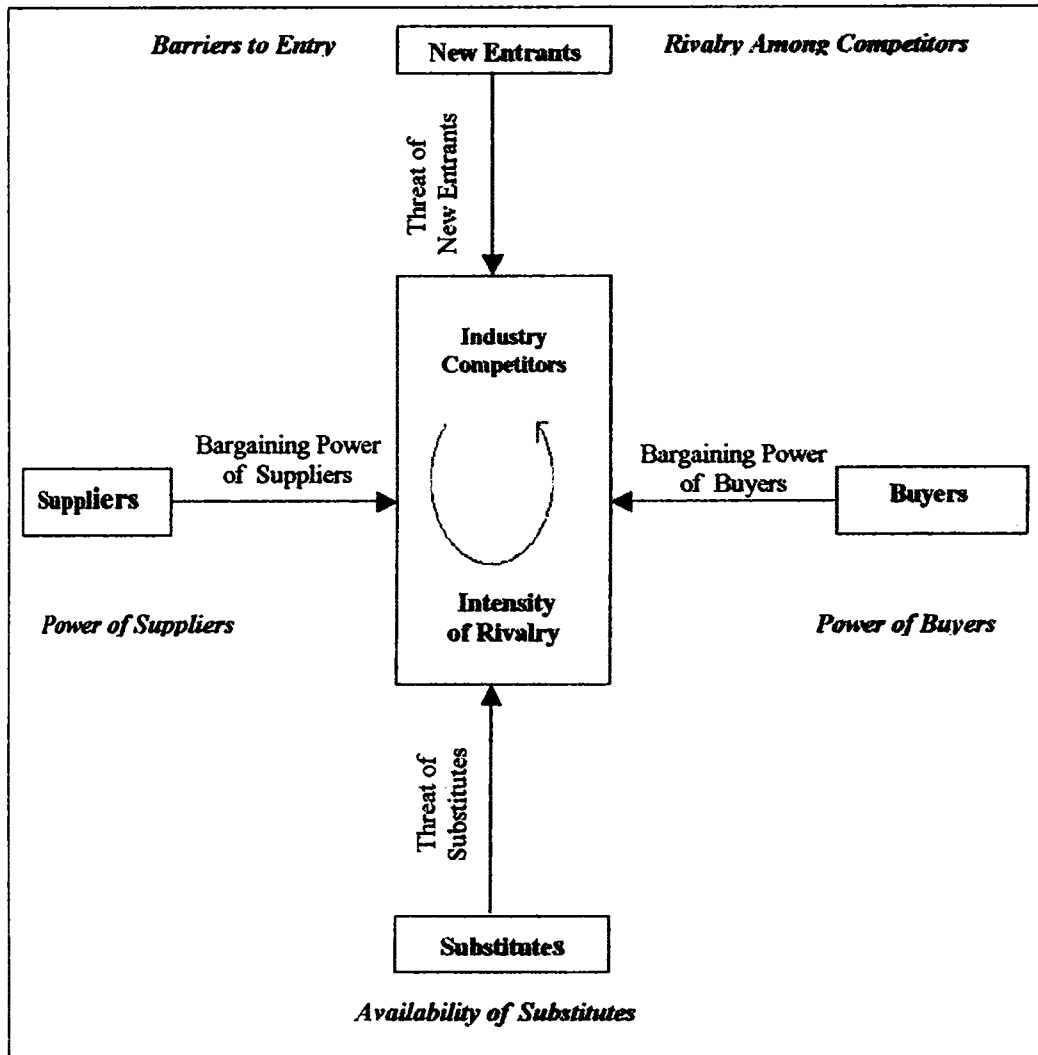 Barriers to Entry
New Entrants
Rivalry Among Competitors
Threat of
New Entrants
Industry
Competitors
Bargaining Power
of Suppliers
Bargaining Power
of Buyers
Suppliers
Buyers
Intensity
of Rivalry
Power of Suppliers
Power of Buyers
Threat of
Substitutes
Substitutes
Availability of Substitutes